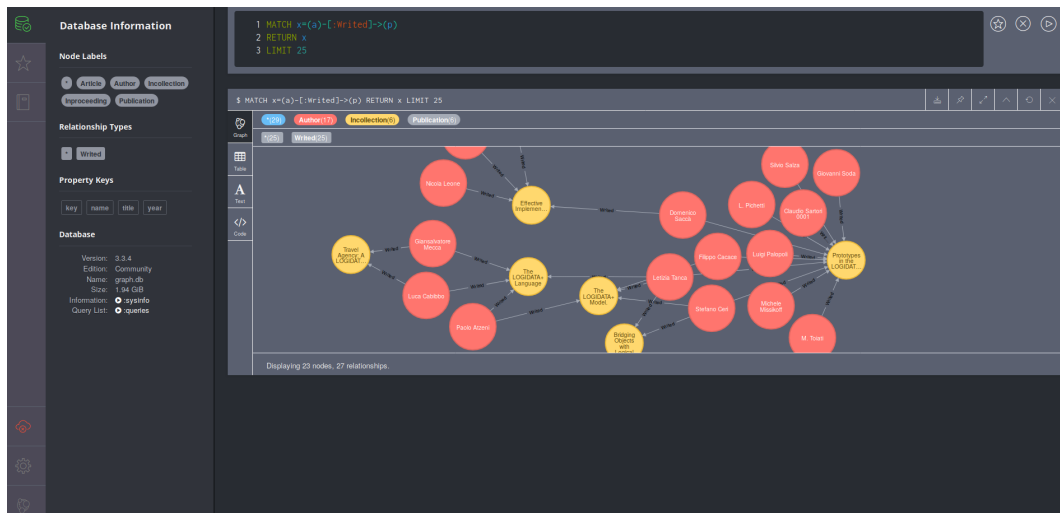 Database Information
Node Labels
* Article Author Incollection
Inproceeding Publication
Relationship Types
* Writed
Property Keys
key name title year
Database
Version: 3.3.4
Edition: Community
Name: graph.db
Size: 1.94 GiB
Information: :sysinfo
Query List: :queries
1 MATCH x=(a)-[:Writed]->(p)
2 RETURN x
3 LIMIT 25
$ MATCH x=(a)-[:Writed]->(p) RETURN x LIMIT 25
Graph
Table
A
Text
</>
Code
*(29) Author(17) Incollection(6) Publication(6)
*(25) Writed(25)
Nicola Leone
Effective
Implemen...
Writed
Domenico
Saccà
Silvio Salza
Giovanni Soda
L. Pichetti
Claudio Sartori
0001
Giansalvatore
Mecca
Travel
Agency: A
LOGIDAT...
The
LOGIDATA+
Language
Luca Cabibbo
Paolo Atzeni
The
LOGIDATA+
Model.
Letizia Tanca
Filippo Cacace
Luigi Palopoli
Prototypes
in the
LOGIDAT...
Stefano Ceri
Michele
Missikoff
M. Toiati
Bridging
Objects
with
Logical
Displaying 23 nodes, 27 relationships.